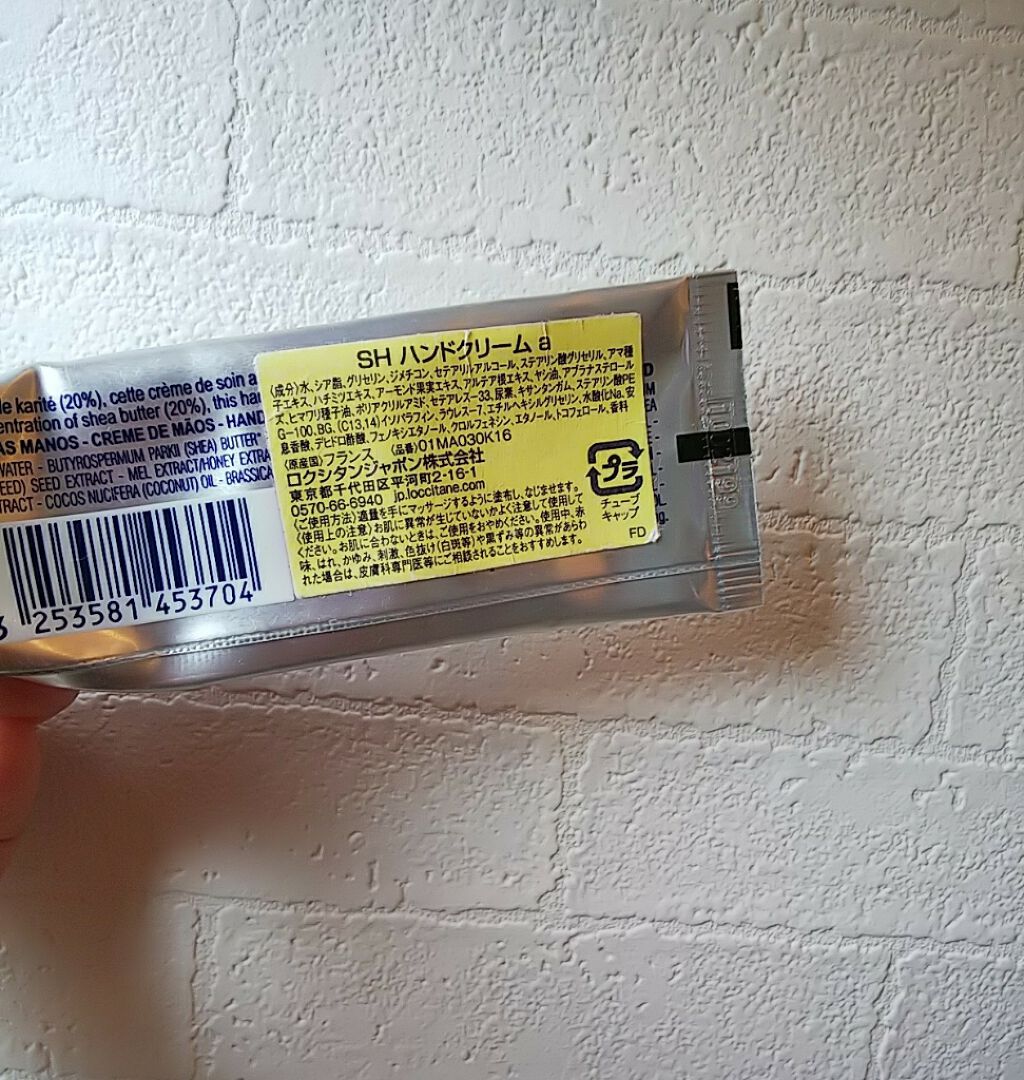 de karité (20%), cette crème de soin a
entration of shea butter (20%), this ha
AS MANOS - CREME DE MÃOS - HAND
WATER - BUTYROSPERMUM PARKII (SHEA) BUTTER*
EED) SEED EXTRACT - MEL EXTRACT/HONEY EXTRA
TRACT - COCOS NUCIFERA (COCONUT) OIL - BRASSICA
3 253581 453704
SH ハンドクリーム a
〈成分〉水、シア脂、グリセリン、ジメチコン、セテアリルアルコール、ステアリン酸グリセリル、アマ種
子エキス、ハチミツエキス、アーモンド果実エキス、アルテア根エキス、ヤシ油、アブラナステロール
ズ、ヒマワリ種子油、ポリアクリルアミド、セテアレス-33、尿素、キサンタンガム、ステアリン酸PE
G-100、BG、(C13,14)イソパラフィン、ラウレス-7、エチルヘキシルグリセリン、水酸化Na、安
息香酸、デヒドロ酢酸、フェノキシエタノール、クロルフェネシン、エタノール、トコフェロール、香料
〈原産国〉フランス 〈品番〉01MA030K16
ロクシタンジャポン株式会社
東京都千代田区平河町2-16-1
0570-66-6940 jp.loccitane.com
〈ご使用方法〉適量を手にマッサージするように塗布し、なじませます。
〈使用上の注意〉お肌に異常が生じていないかよく注意して使用して
ください。お肌に合わないときは、ご使用をおやめください。使用中、赤
味、はれ、かゆみ、刺激、色抜け(白斑等)や黒ずみ等の異常があらわ
れた場合は、皮膚科専門医等にご相談されることをおすすめします。
プラ
チューブ
キャップ
FD